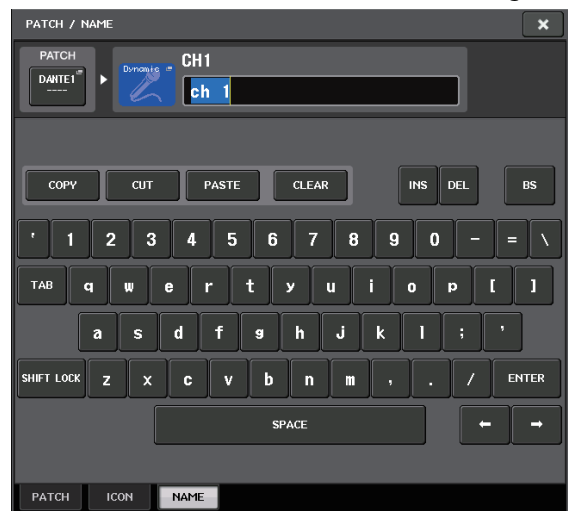 PATCH / NAME
PATCH
DANTE1
----
Dynamic
CH1
ch 1
COPY CUT PASTE CLEAR INS DEL BS
' 1 2 3 4 5 6 7 8 9 0 - = \
TAB q w e r t y u i o p [ ]
a s d f g h j k l ; '
SHIFT LOCK z x c v b n m , . / ENTER
SPACE ← →
PATCH ICON NAME